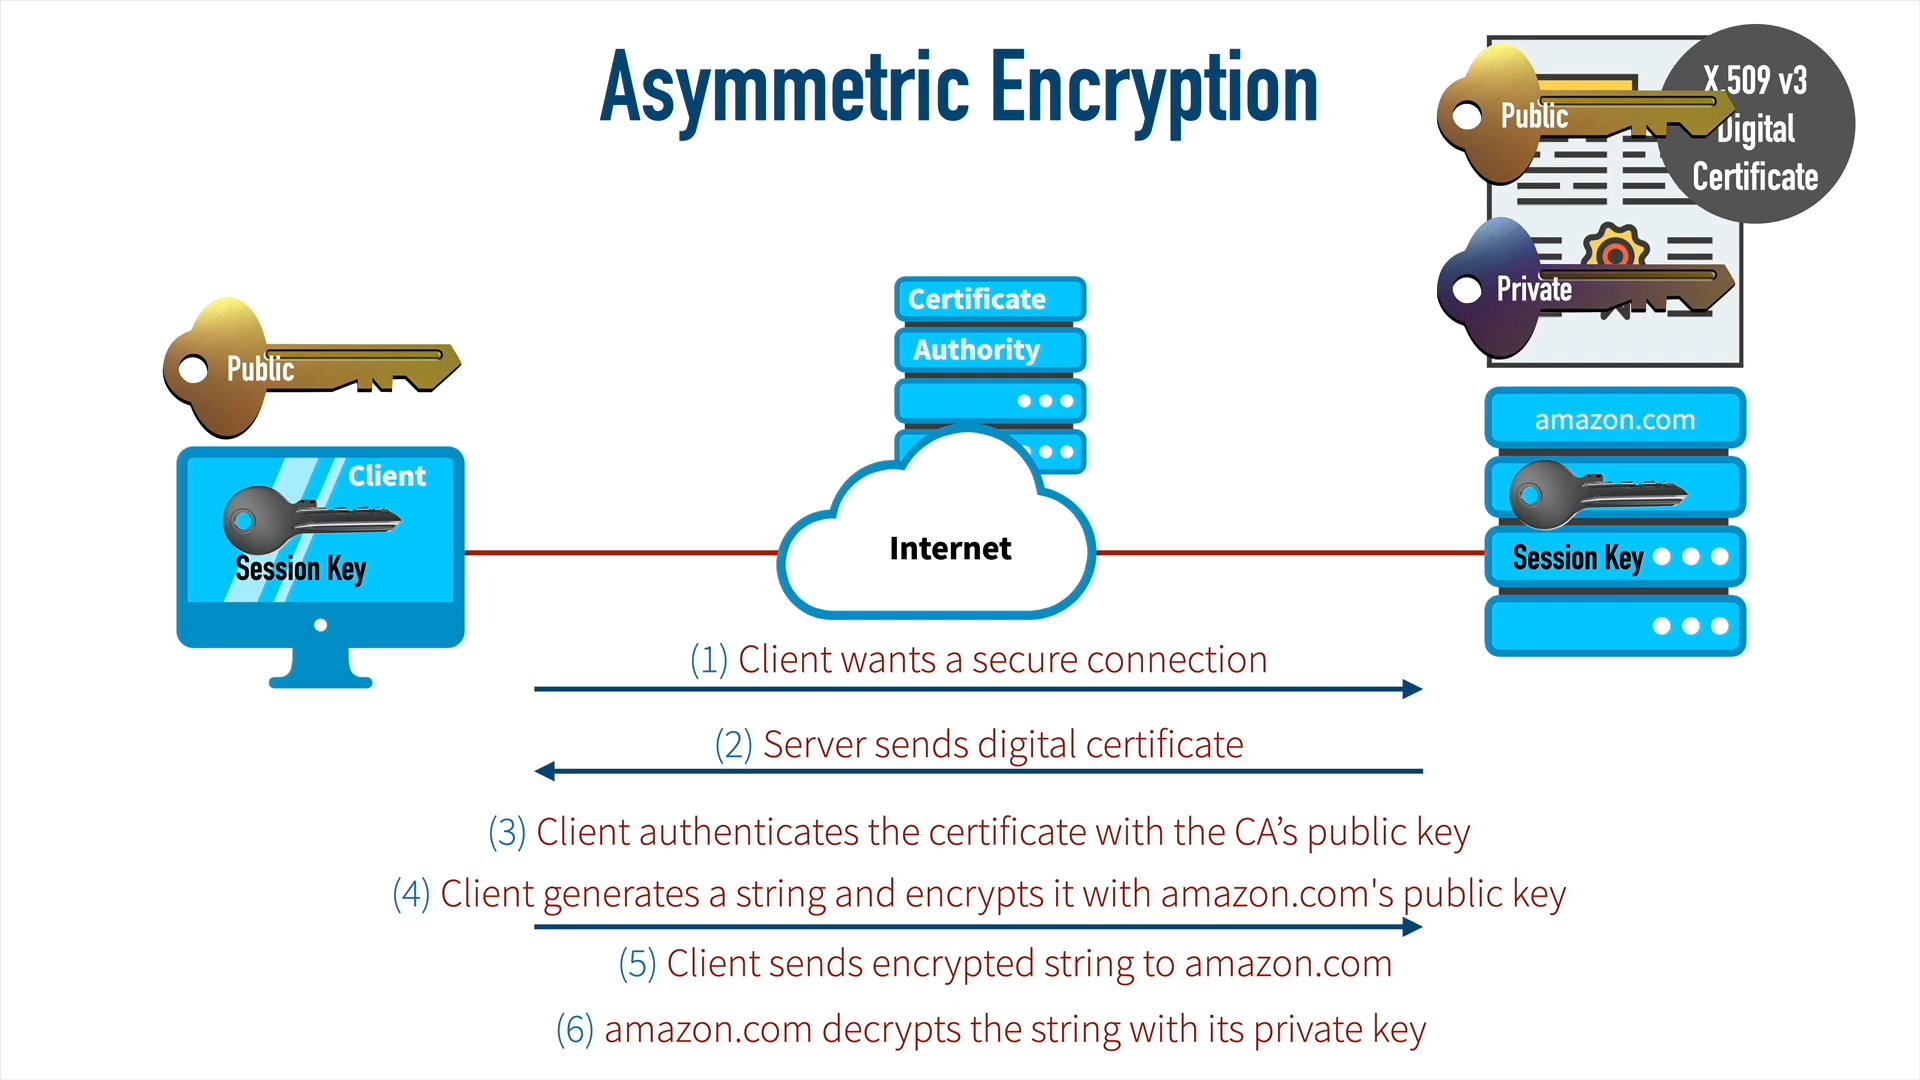 Asymmetric Encryption
X.509 v3
Digital
Certificate
Public
Private
Certificate
Authority
Public
amazon.com
Client
Session Key
Internet
Session Key
(1) Client wants a secure connection
(2) Server sends digital certificate
(3) Client authenticates the certificate with the CA’s public key
(4) Client generates a string and encrypts it with amazon.com's public key
(5) Client sends encrypted string to amazon.com
(6) amazon.com decrypts the string with its private key